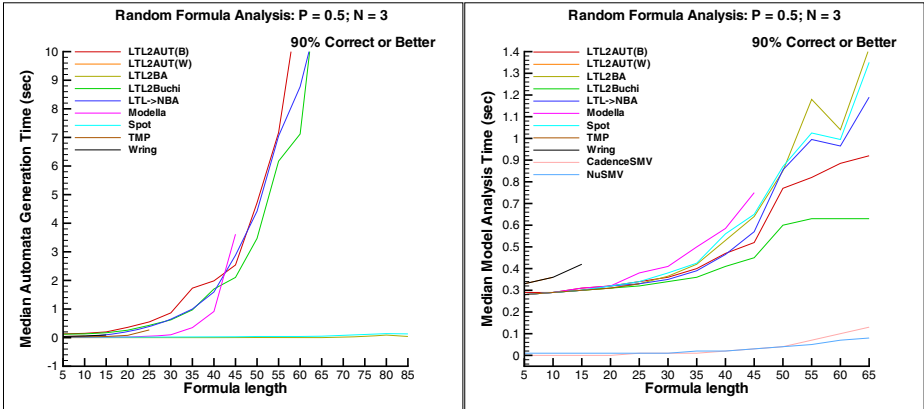 Random Formula Analysis: P = 0.5; N = 3
90% Correct or Better
LTL2AUT(B)
LTL2AUT(W)
LTL2BA
LTL2Buchi
LTL->NBA
Modella
Spot
TMP
Wring
Median Automata Generation Time (sec)
10
9
8
7
6
5
4
3
2
1
0
-1
5 10 15 20 25 30 35 40 45 50 55 60 65 70 75 80 85
Formula length
Random Formula Analysis: P = 0.5; N = 3
90% Correct or Better
LTL2AUT(B)
LTL2AUT(W)
LTL2BA
LTL2Buchi
LTL->NBA
Modella
Spot
TMP
Wring
CadenceSMV
NuSMV
Median Model Analysis Time (sec)
1.4
1.3
1.2
1.1
1
0.9
0.8
0.7
0.6
0.5
0.4
0.3
0.2
0.1
0
5 10 15 20 25 30 35 40 45 50 55 60 65
Formula length